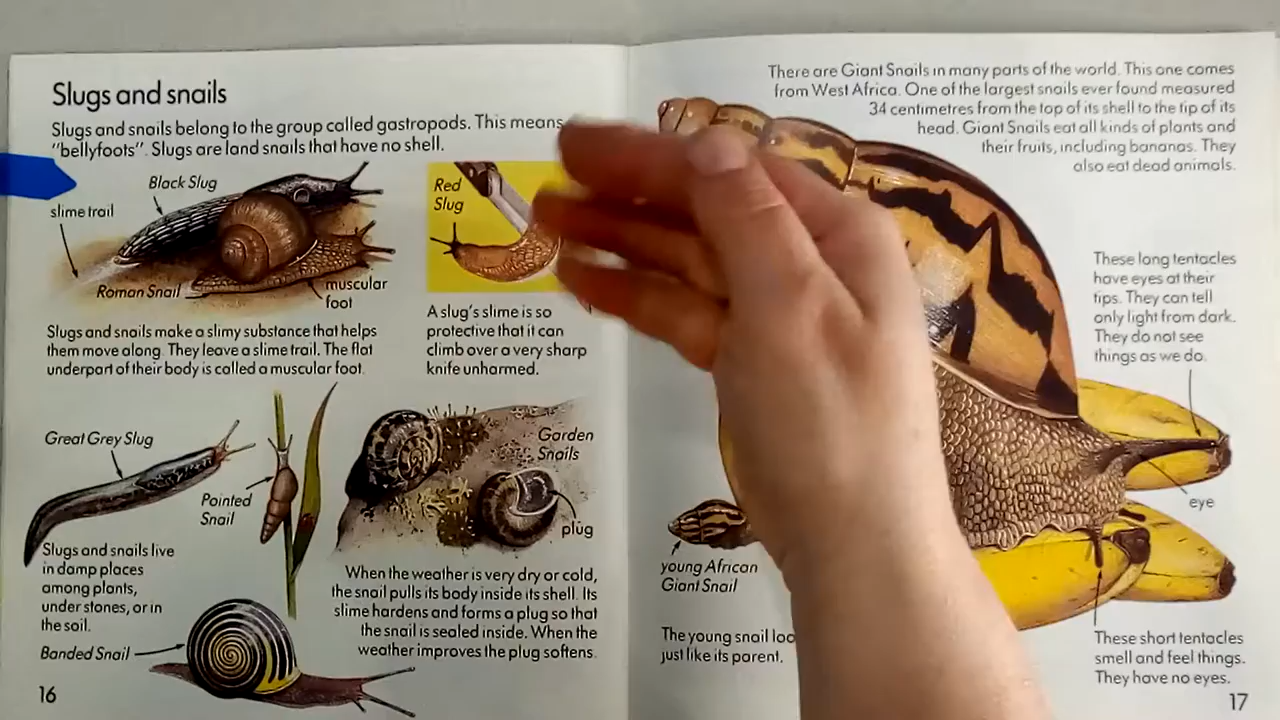 Slugs and snails
Slugs and snails belong to the group called gastropods. This means
"bellyfoots". Slugs are land snails that have no shell.
Black Slug
slime trail
Roman Snail
muscular
foot
Slugs and snails make a slimy substance that helps
them move along. They leave a slime trail. The flat
underpart of their body is called a muscular foot.
Red
Slug
A slug's slime is so
protective that it can
climb over a very sharp
knife unharmed.
Great Grey Slug
Pointed
Snail
Slugs and snails live
in damp places
among plants,
under stones, or in
the soil.
Banded Snail
Garden
Snails
plug
When the weather is very dry or cold,
the snail pulls its body inside its shell. Its
slime hardens and forms a plug so that
the snail is sealed inside. When the
weather improves the plug softens.
16
There are Giant Snails in many parts of the world. This one comes
from West Africa. One of the largest snails ever found measured
34 centimetres from the top of its shell to the tip of its
head. Giant Snails eat all kinds of plants and
their fruits, including bananas. They
also eat dead animals.
These long tentacles
have eyes at their
tips. They can tell
only light from dark.
They do not see
things as we do.
eye
young African
Giant Snail
The young snail
just like its parent.
These short tentacles
smell and feel things.
They have no eyes.
17